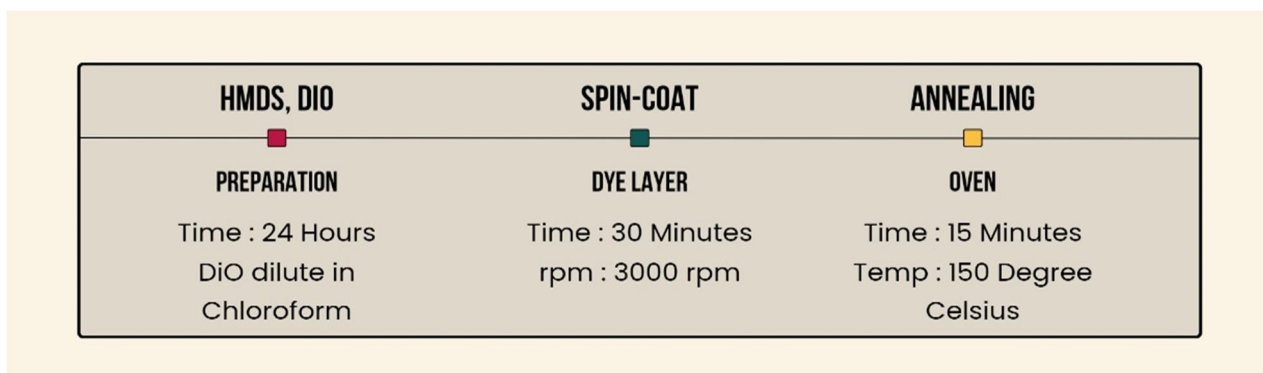 HMDS, DIO
PREPARATION
Time : 24 Hours
DiO dilute in
Chloroform
SPIN-COAT
DYE LAYER
Time : 30 Minutes
rpm : 3000 rpm
ANNEALING
OVEN
Time : 15 Minutes
Temp : 150 Degree
Celsius